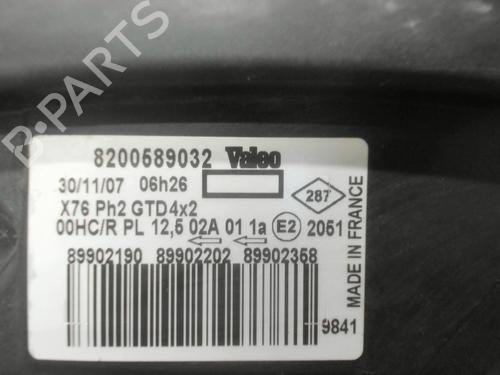 B-PARTS
8200589032 Valeo
30/11/07 06h26
287
X76 Ph2 GTD4x2
00HC/R PL 12,5 02A 01 1a E2 2051
89902190 89902202 89902358
9841
MADE IN FRANCE